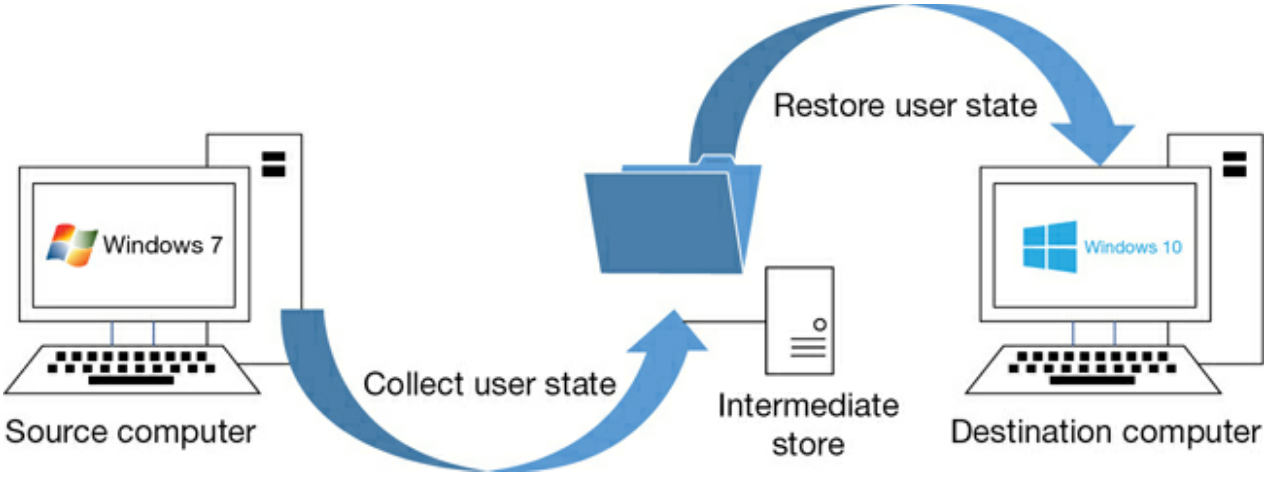 Restore user state
Windows 7
Windows 10
Collect user state
Source computer
Intermediate
store
Destination computer